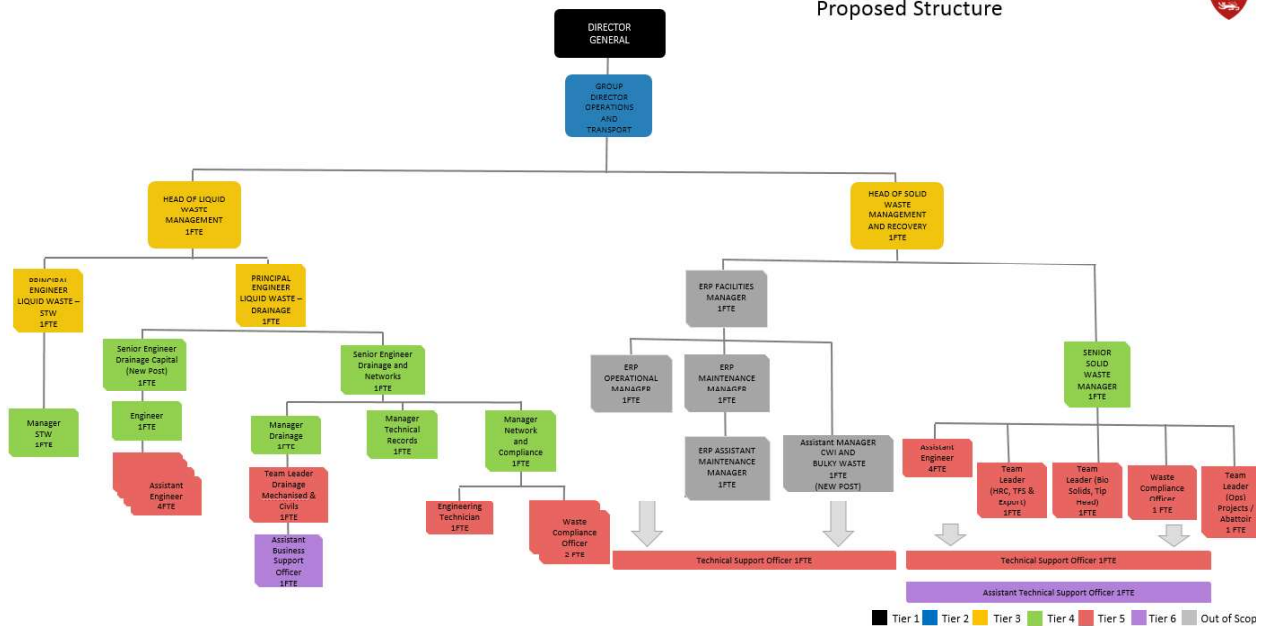 Proposed Structure
DIRECTOR
GENERAL
GROUP
DIRECTOR
OPERATIONS
AND
TRANSPORT
HEAD OF LIQUID
WASTE
MANAGEMENT
1FTE
HEAD OF SOLID
WASTE
MANAGEMENT
AND RECOVERY
1FTE
PRINCIPAL
ENGINEER
LIQUID WASTE –
STW
1FTE
PRINCIPAL
ENGINEER
LIQUID WASTE –
DRAINAGE
1FTE
ERP FACILITIES
MANAGER
1FTE
Senior Engineer
Drainage Capital
(New Post)
1FTE
Senior Engineer
Drainage and
Networks
1FTE
ERP
OPERATIONAL
MANAGER
1FTE
ERP
MAINTENANCE
MANAGER
1FTE
SENIOR
SOLID
WASTE
MANAGER
1FTE
Manager
STW
1FTE
Engineer
1FTE
Manager
Drainage
1FTE
Manager
Technical
Records
1FTE
Manager
Network
and
Compliance
1FTE
ERP ASSISTANT
MAINTENANCE
MANAGER
1FTE
Assistant MANAGER
CWI AND
BULKY WASTE
1FTE
(NEW POST)
Assistant
Engineer
4FTE
Assistant
Engineer
4FTE
Team Leader
Drainage
Mechanised &
Civils
1FTE
Engineering
Technician
1FTE
Waste
Compliance
Officer
2 FTE
Team
Leader
(HRC, TFS &
Export)
1FTE
Team
Leader (Bio
Solids, Tip
Head)
1FTE
Waste
Compliance
Officer
1 FTE
Team
Leader
(Ops)
Projects /
Abattoir
1 FTE
Assistant
Business
Support
Officer
1FTE
Technical Support Officer 1FTE
Technical Support Officer 1FTE
Assistant Technical Support Officer 1FTE
Tier 1 Tier 2 Tier 3 Tier 4 Tier 5 Tier 6 Out of Scop